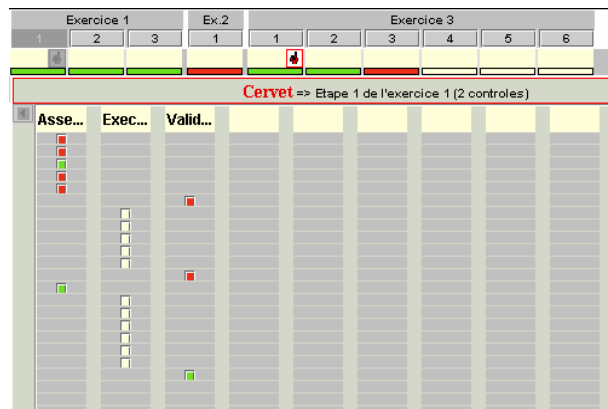 Exercice 1 Ex.2 Exercice 3
1 2 3 1 1 2 3 4 5 6
Cervet => Etape 1 de l'exercice 1 (2 controles)
Asse... Exec... Valid...